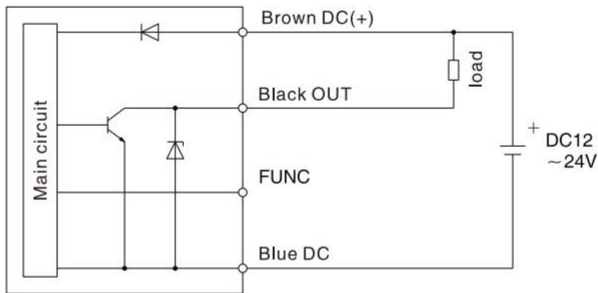 Brown DC(+)
Black OUT
load
Main circuit
+
DC12
~24V
FUNC
Blue DC